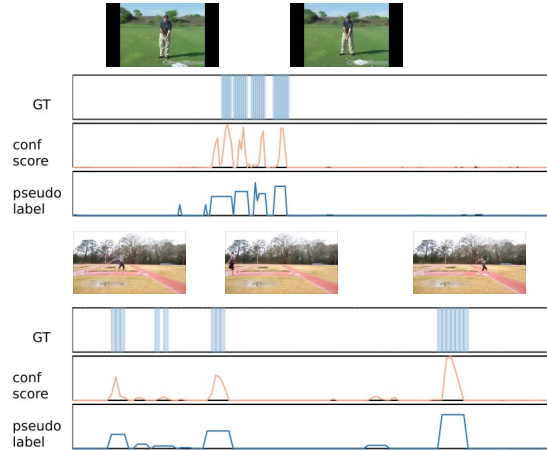 GT
conf
score
pseudo
label
GT
conf
score
pseudo
label